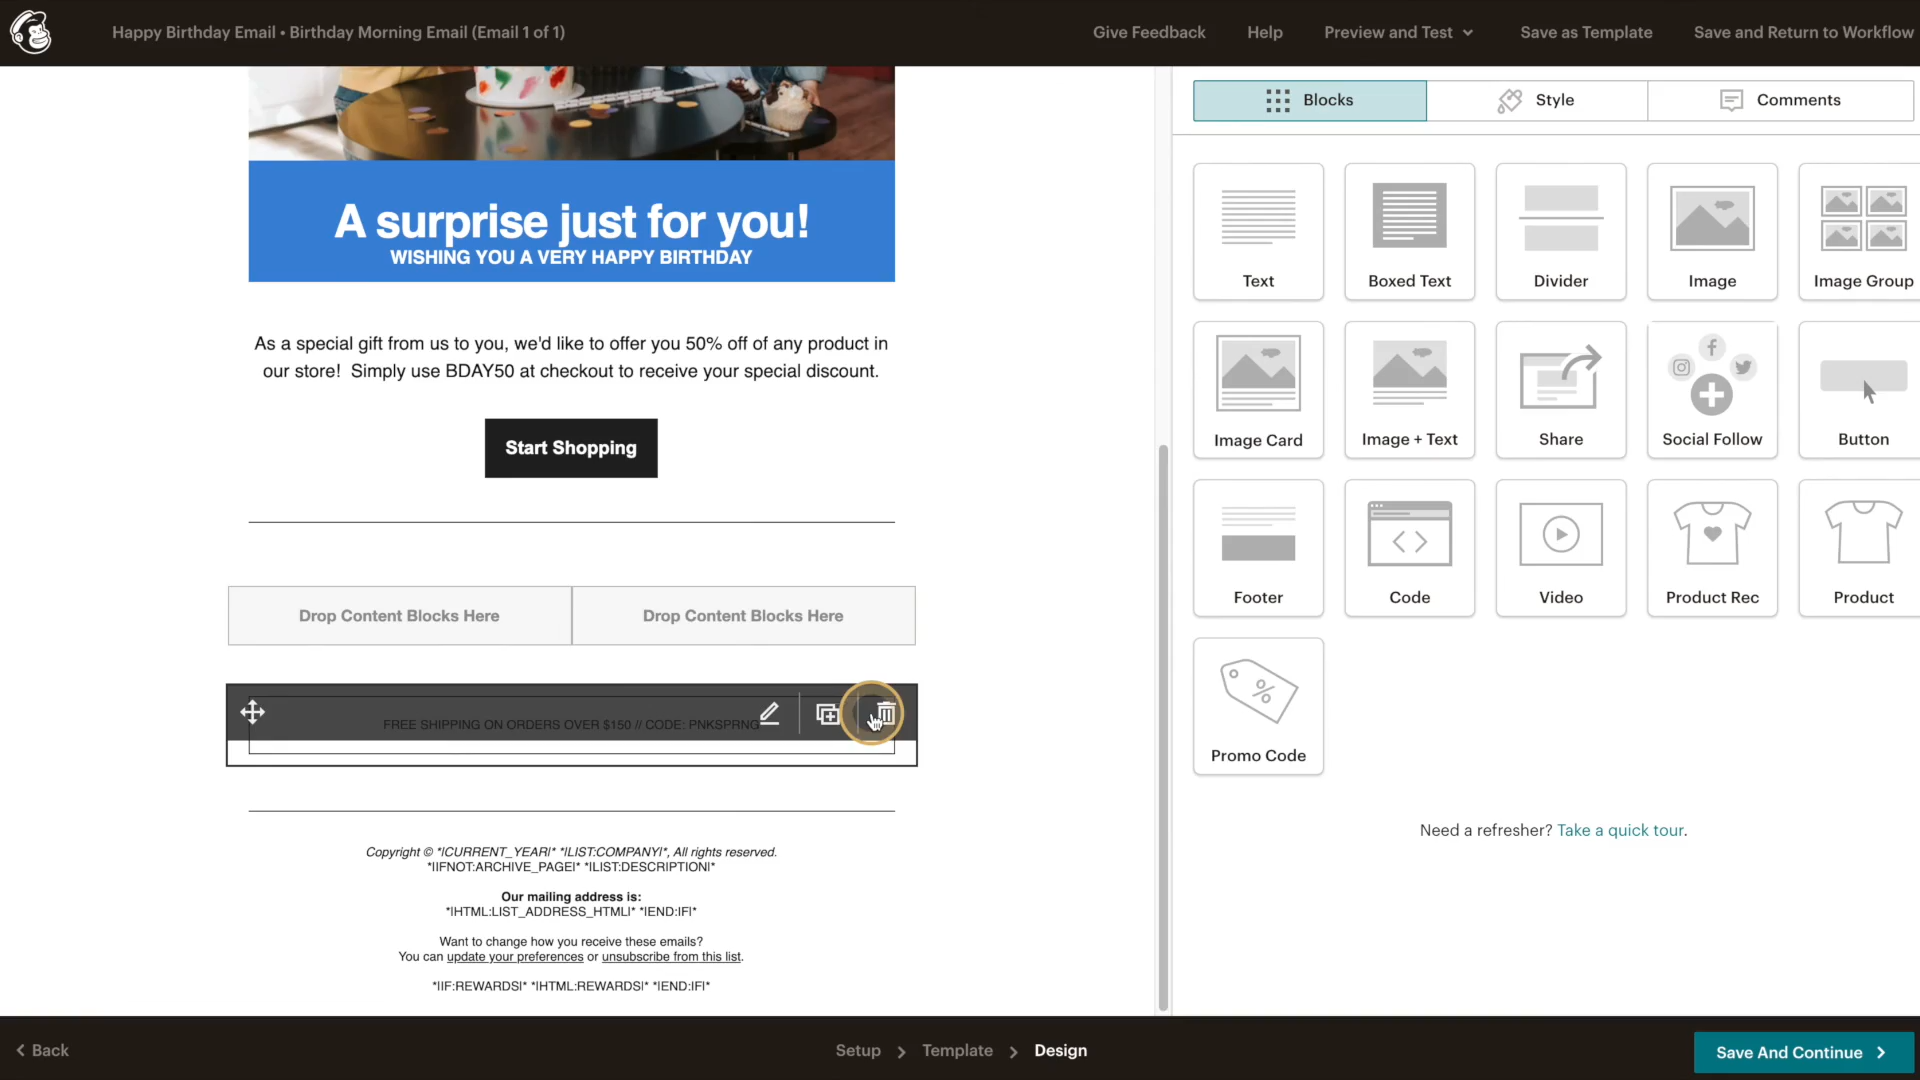 Happy Birthday Email • Birthday Morning Email (Email 1 of 1)
Give Feedback
Help
Preview and Test
Save as Template
Save and Return to Workflow
Blocks
Style
Comments
A surprise just for you!
WISHING YOU A VERY HAPPY BIRTHDAY
As a special gift from us to you, we'd like to offer you 50% off of any product in
our store!  Simply use BDAY50 at checkout to receive your special discount.
Start Shopping
Drop Content Blocks Here
Drop Content Blocks Here
FREE SHIPPING ON ORDERS OVER $150 // CODE: PNKSPRNG
Copyright © *|CURRENT_YEAR|* *|LIST:COMPANY|*, All rights reserved.
*|IFNOT:ARCHIVE_PAGE|* *|LIST:DESCRIPTION|*
Our mailing address is:
*|HTML:LIST_ADDRESS_HTML|* *|END:IF|*
Want to change how you receive these emails?
You can update your preferences or unsubscribe from this list.
*|IF:REWARDS|* *|HTML:REWARDS|* *|END:IF|*
Text
Boxed Text
Divider
Image
Image Group
Image Card
Image + Text
Share
Social Follow
Button
Footer
Code
Video
Product Rec
Product
Promo Code
Need a refresher? Take a quick tour.
Back
Setup
Template
Design
Save And Continue